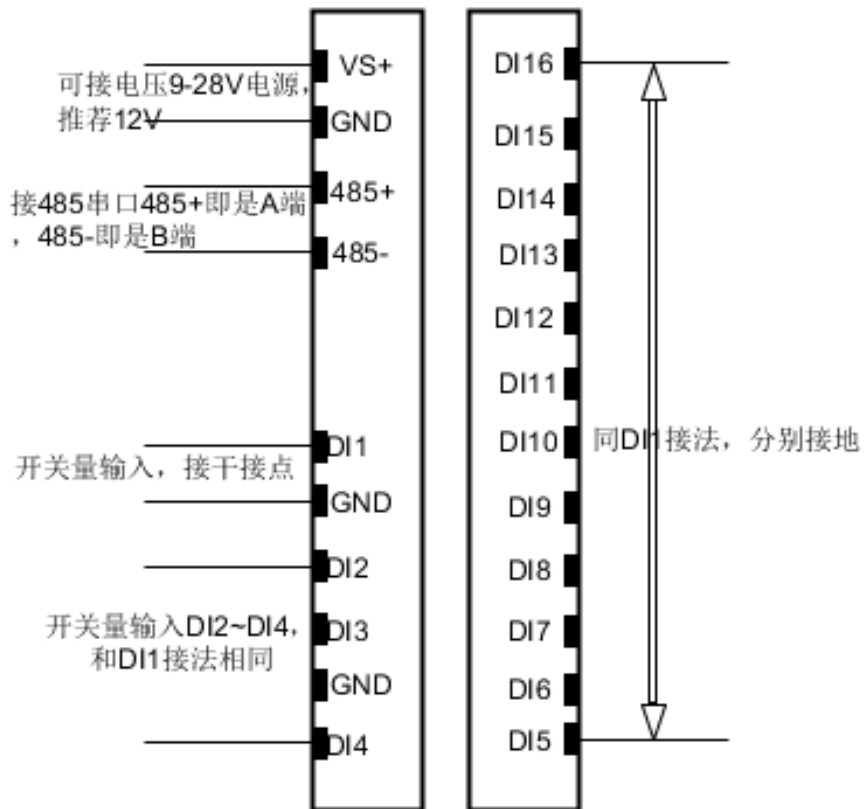 VS+
可接电压9-28V电源，
推荐12V
GND
485+
接485串口485+即是A端
，485-即是B端
485-
DI1
开关量输入，接干接点
GND
DI2
开关量输入DI2~DI4，
和DI1接法相同
DI3
GND
DI4
DI16
DI15
DI14
DI13
DI12
DI11
DI10
同DI1接法，分别接地
DI9
DI8
DI7
DI6
DI5